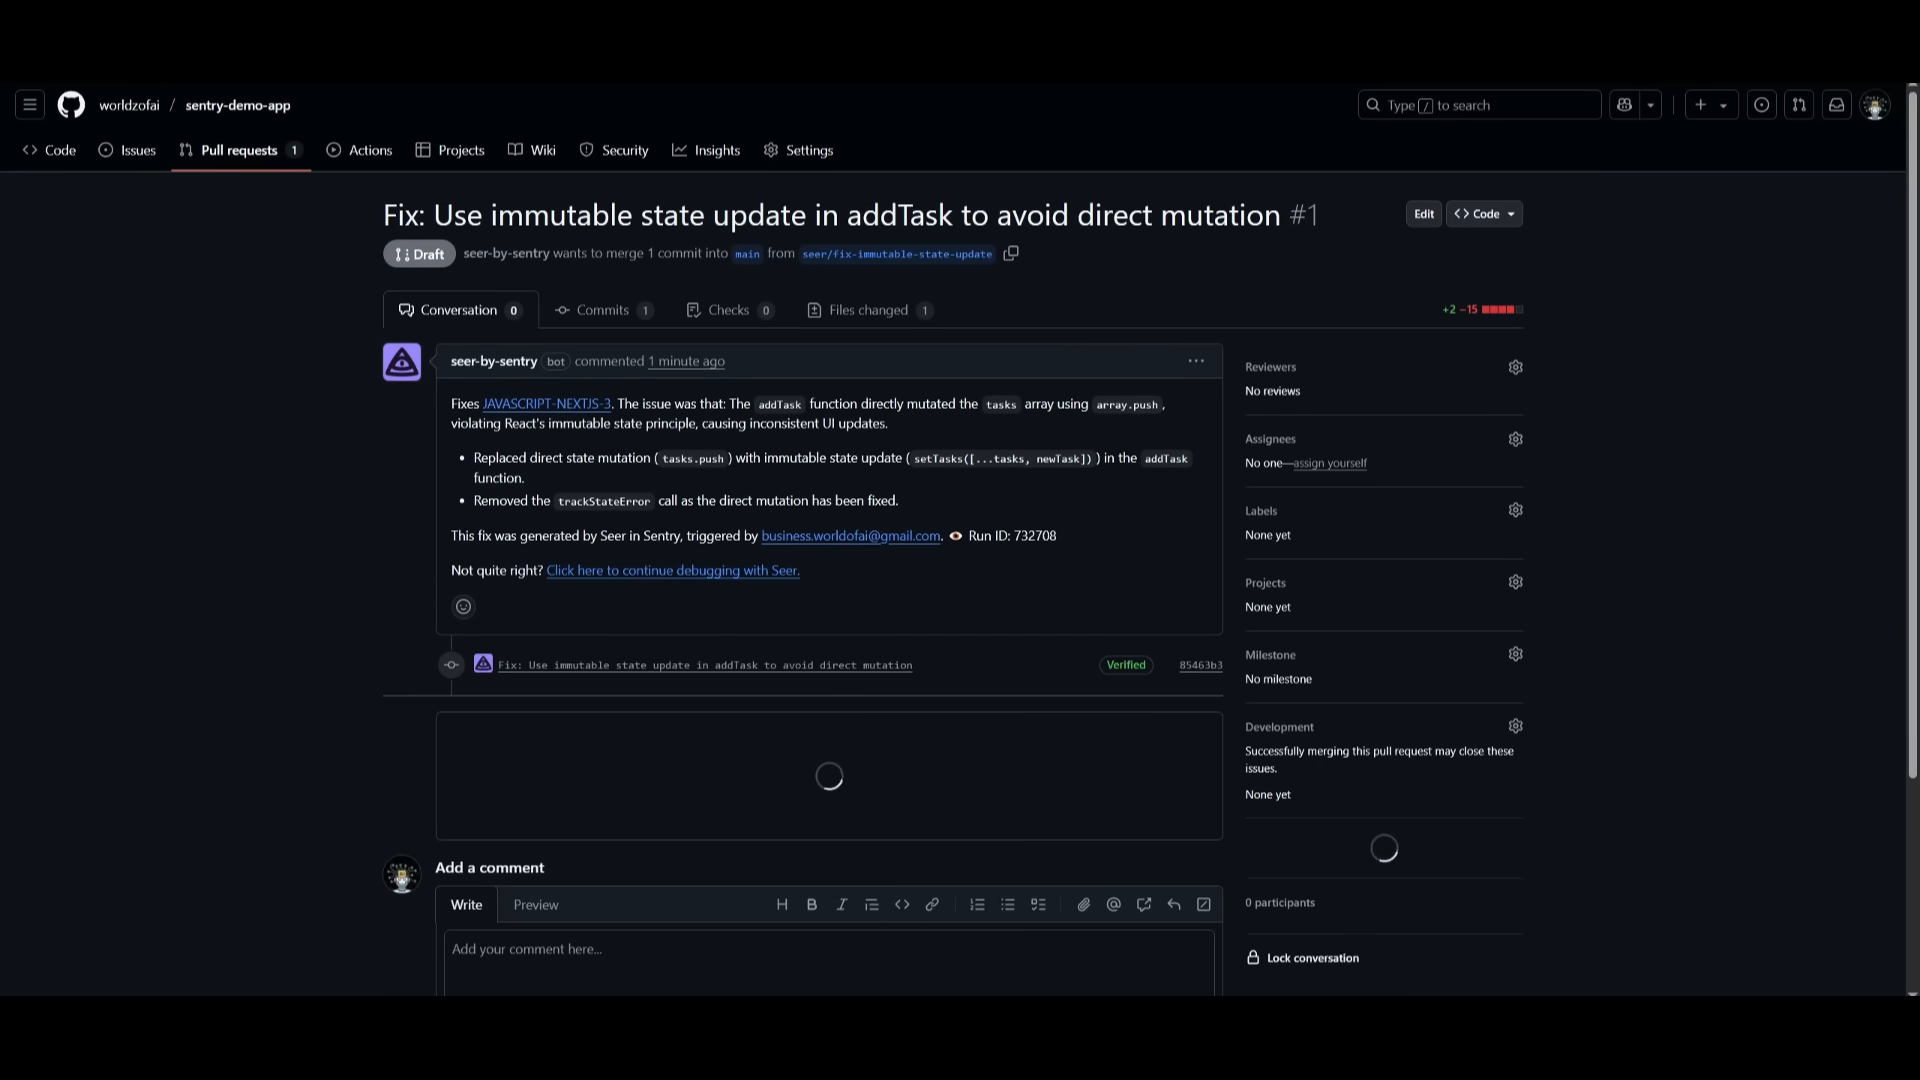 worldzofai / sentry-demo-app
Type / to search
Code Issues Pull requests 1 Actions Projects Wiki Security Insights Settings
Fix: Use immutable state update in addTask to avoid direct mutation #1
Edit Code
Draft seer-by-sentry wants to merge 1 commit into main from seer/fix-immutable-state-update
Conversation 0 Commits 1 Checks 0 Files changed 1
+2 −15
seer-by-sentry bot commented 1 minute ago
Fixes JAVASCRIPT-NEXTJS-3. The issue was that: The addTask function directly mutated the tasks array using array.push,
violating React's immutable state principle, causing inconsistent UI updates.
• Replaced direct state mutation (tasks.push) with immutable state update (setTasks([...tasks, newTask])) in the addTask
function.
• Removed the trackStateError call as the direct mutation has been fixed.
This fix was generated by Seer in Sentry, triggered by business.worldofai@gmail.com. 👁️ Run ID: 732708
Not quite right? Click here to continue debugging with Seer.
Fix: Use immutable state update in addTask to avoid direct mutation
Verified 85463b3
Add a comment
Write Preview
Add your comment here...
Reviewers
No reviews
Assignees
No one—assign yourself
Labels
None yet
Projects
None yet
Milestone
No milestone
Development
Successfully merging this pull request may close these
issues.
None yet
0 participants
Lock conversation